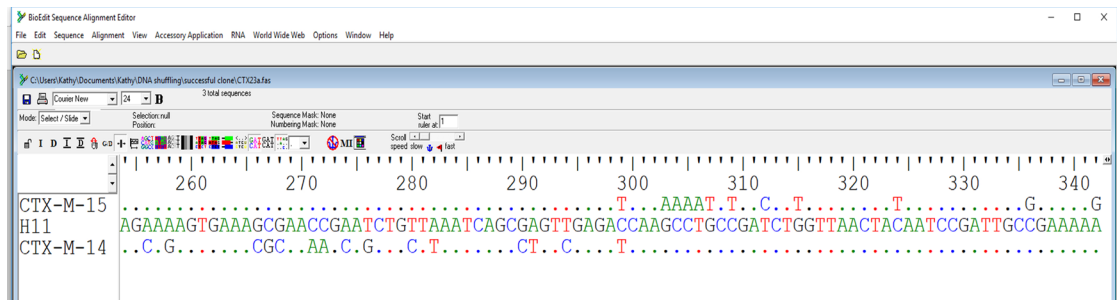 BioEdit Sequence Alignment Editor
File Edit Sequence Alignment View Accessory Application RNA World Wide Web Options Window Help
C:\Users\Kathy\Documents\Kathy\DNA shuffling\successful clone\CTX23a.fas
Courier New 24 B 3 total sequences
Mode: Select / Slide Selection: null Sequence Mask: None Start
Position: Numbering Mask: None ruler at: 1
I D I D G/D MI Scroll
speed slow fast
260 270 280 290 300 310 320 330 340
CTX-M-15 .............................................T...AAAAT.T..C..T........T...........G.....G
H11 AGAAAAGTGAAAGCGAACCGAATCTGTTAAATCAGCGAGTTGAGACCAAGCCTGCCGATCTGGTTAACTACAATCCGATTGCCGAAAAA
CTX-M-14 ..C.G.......CGC..AA.C.G...C.T.......CT..C....T...........................................